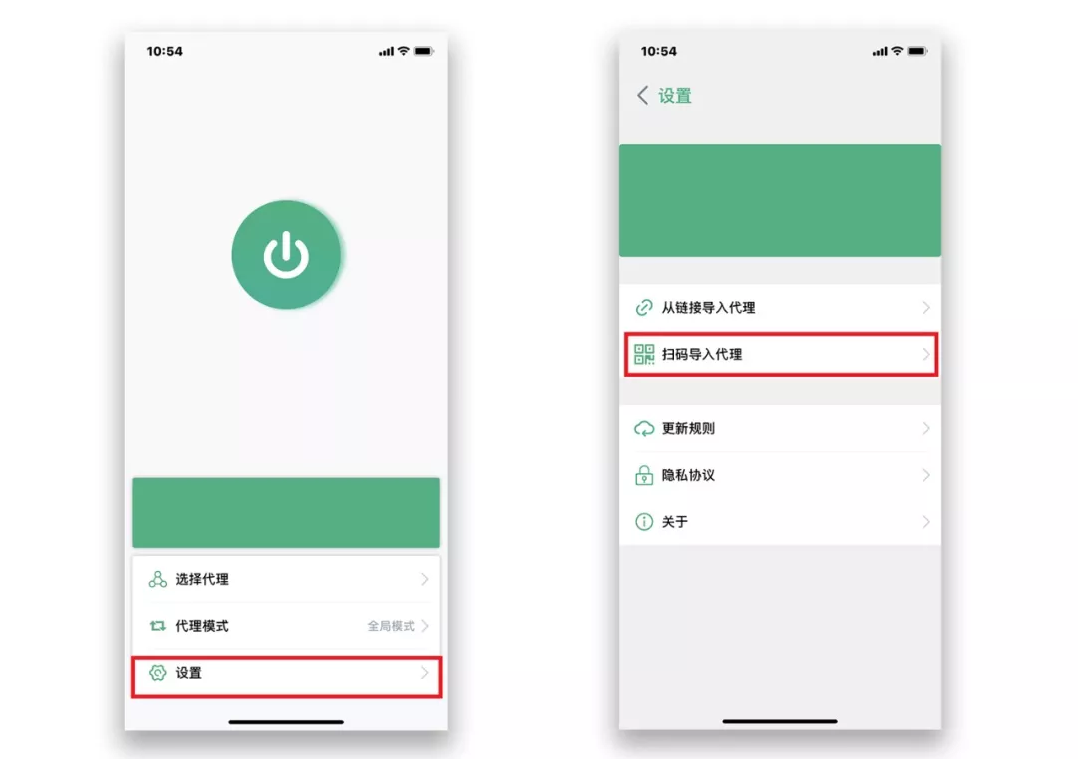 10:54
选择代理
代理模式 全局模式
设置
10:54
设置
从链接导入代理
扫码导入代理
更新规则
隐私协议
关于